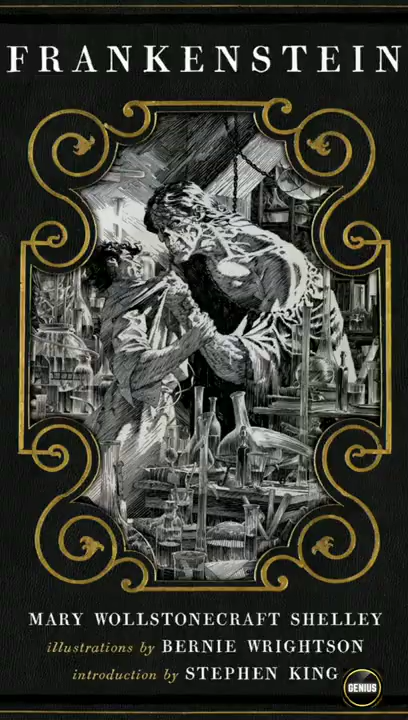 FRANKENSTEIN
MARY WOLLSTONECRAFT SHELLEY
illustrations by BERNIE WRIGHTSON
introduction by STEPHEN KING
GENIUS